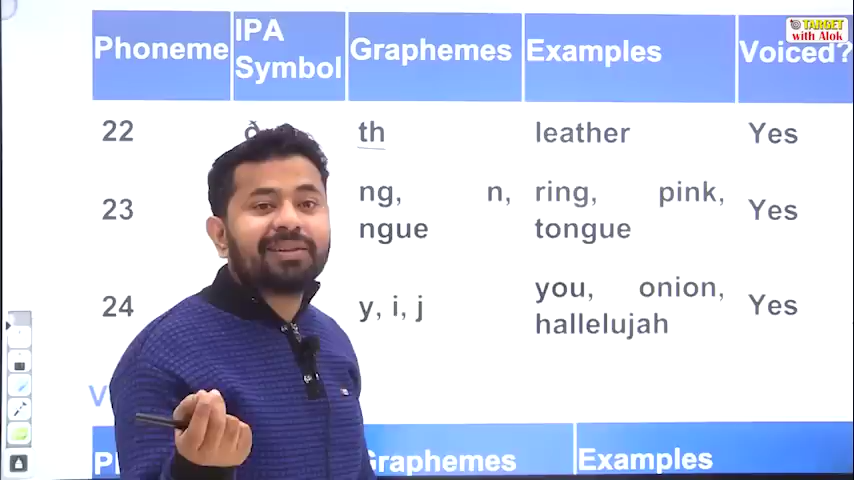 TARGET
with Alok
Phoneme IPA Symbol Graphemes Examples Voiced?
22 ð th leather Yes
23 ng, n, ring, pink, Yes
ngue tongue
24 y, i, j you, onion, Yes
hallelujah
Graphemes Examples